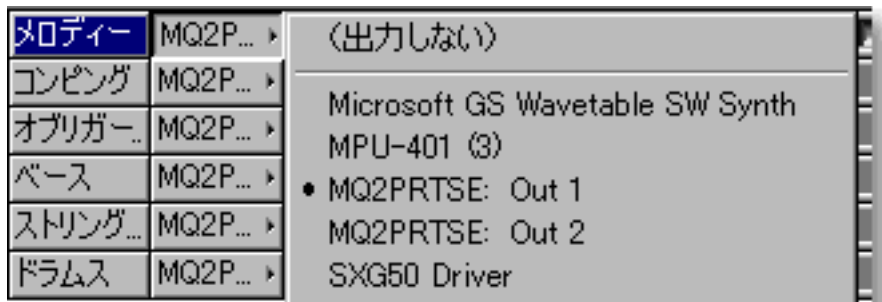 メロディー MQ2P... (出力しない)
コンピング MQ2P...
オブリガー.. MQ2P... Microsoft GS Wavetable SW Synth
MPU-401 (3)
ベース MQ2P... • MQ2PRTSE: Out 1
ストリング... MQ2P... MQ2PRTSE: Out 2
ドラムス MQ2P... SXG50 Driver